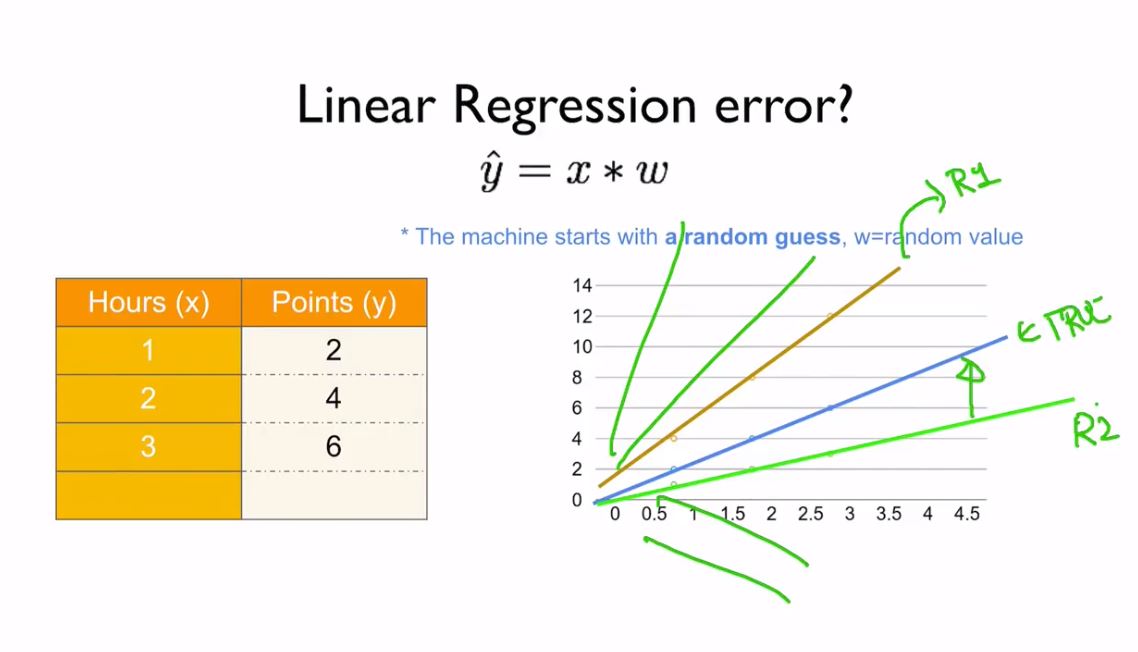 Linear Regression error?
ŷ = x * w
R1
* The machine starts with a random guess, w=random value
Hours (x) Points (y)
1 2
2 4
3 6
14
12
10
8
6
4
2
0
0 0.5 1 1.5 2 2.5 3 3.5 4 4.5
TRUE
R2